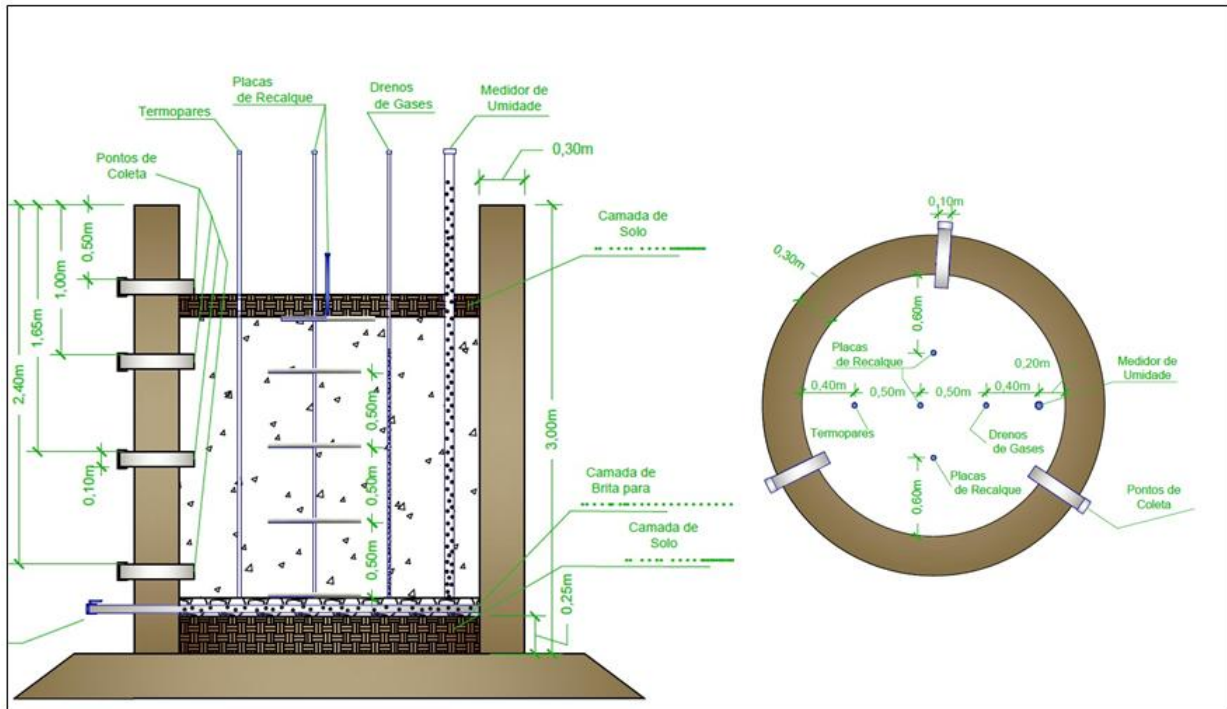 Termopares
Placas
de Recalque
Drenos
de Gases
Medidor de
Umidade
Pontos de
Coleta
0,30m
0,50m
1,00m
1,65m
2,40m
0,10m
Camada de
Solo
0,50m
0,50m
0,50m
0,50m
3,00m
Camada de
Brita para
Camada de
Solo
0,25m
0,10m
0,30m
0,60m
Placas
de Recalque
0,20m
Medidor de
Umidade
0,40m
0,50m
0,50m
0,40m
Termopares
Drenos
de Gases
Placas
de Recalque
0,60m
Pontos de
Coleta